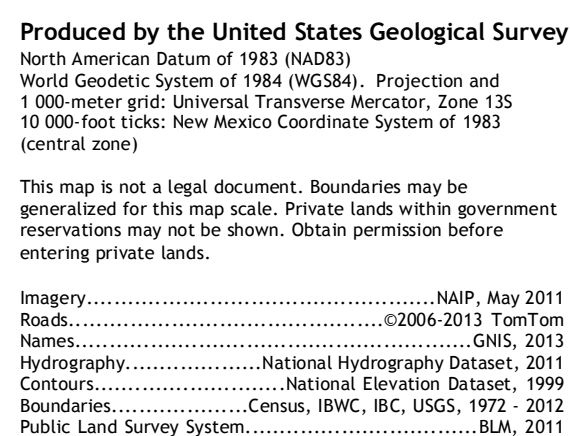 Produced by the United States Geological Survey
North American Datum of 1983 (NAD83)
World Geodetic System of 1984 (WGS84).  Projection and
1 000-meter grid: Universal Transverse Mercator, Zone 13S
10 000-foot ticks: New Mexico Coordinate System of 1983
(central zone)
This map is not a legal document. Boundaries may be
generalized for this map scale. Private lands within government
reservations may not be shown. Obtain permission before
entering private lands.
Imagery....................................................NAIP, May 2011
Roads..............................................©2006-2013 TomTom
Names...........................................................GNIS, 2013
Hydrography....................National Hydrography Dataset, 2011
Contours............................National Elevation Dataset, 1999
Boundaries....................Census, IBWC, IBC, USGS, 1972 - 2012
Public Land Survey System..................................BLM, 2011